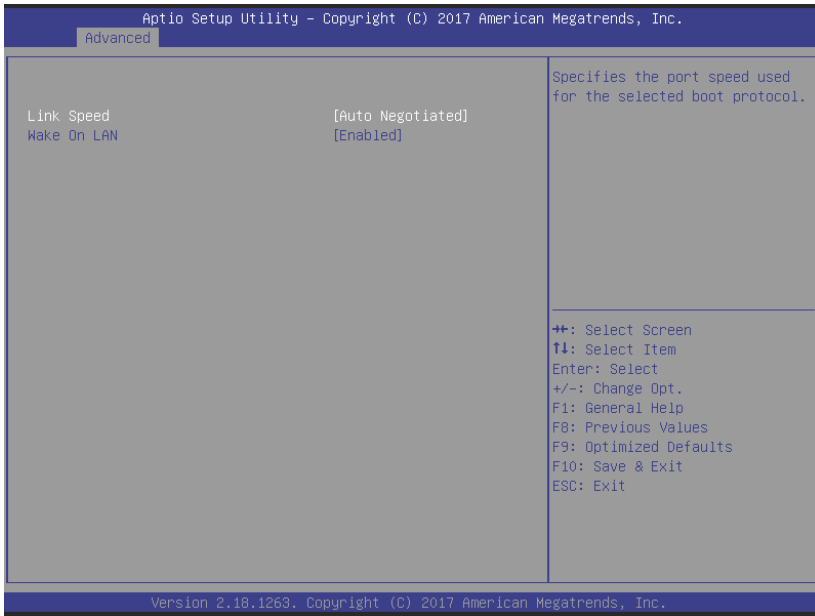 Aptio Setup Utility – Copyright (C) 2017 American Megatrends, Inc.
Advanced
Link Speed [Auto Negotiated]
Wake On LAN [Enabled]
Specifies the port speed used
for the selected boot protocol.
→←: Select Screen
↑↓: Select Item
Enter: Select
+/-: Change Opt.
F1: General Help
F8: Previous Values
F9: Optimized Defaults
F10: Save & Exit
ESC: Exit
Version 2.18.1263. Copyright (C) 2017 American Megatrends, Inc.